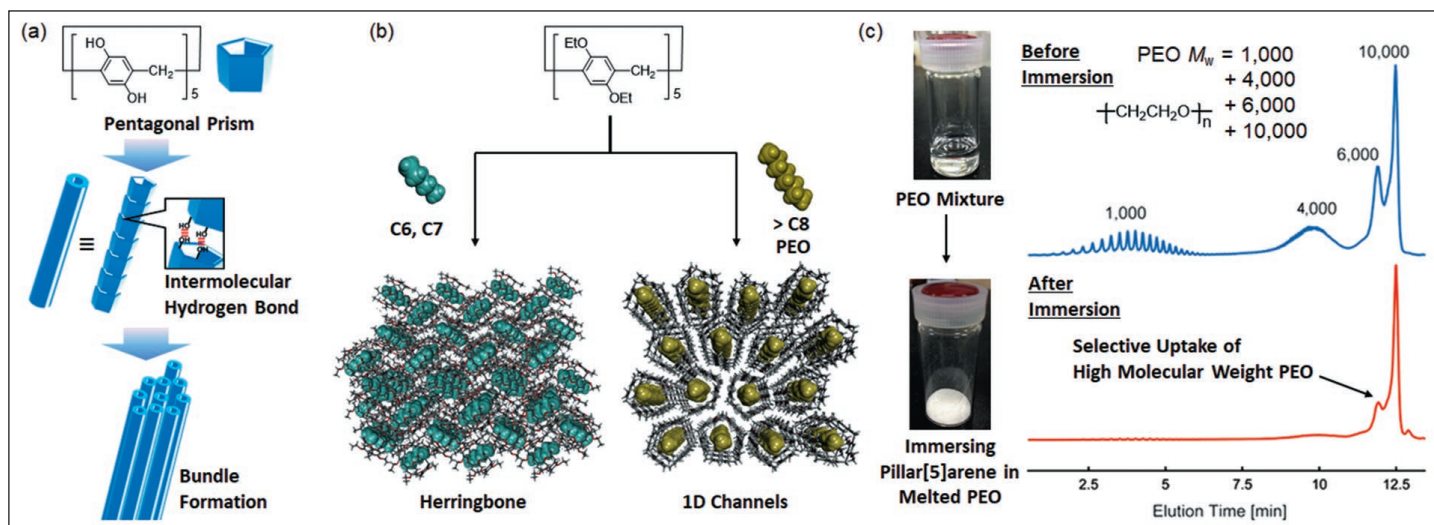 (a)
HO
OH
CH2
5
Pentagonal Prism
≡
HO
OH
HO
OH
Intermolecular
Hydrogen Bond
Bundle
Formation
(b)
EtO
OEt
CH2
5
C6, C7
> C8
PEO
Herringbone
1D Channels
(c)
PEO Mixture
Immersing
Pillar[5]arene in
Melted PEO
Before
Immersion
PEO Mw = 1,000
+ 4,000
+ 6,000
+ 10,000
CH2CH2O n
10,000
6,000
1,000
4,000
After
Immersion
Selective Uptake of
High Molecular Weight PEO
2.5 5 7.5 10 12.5
Elution Time [min]